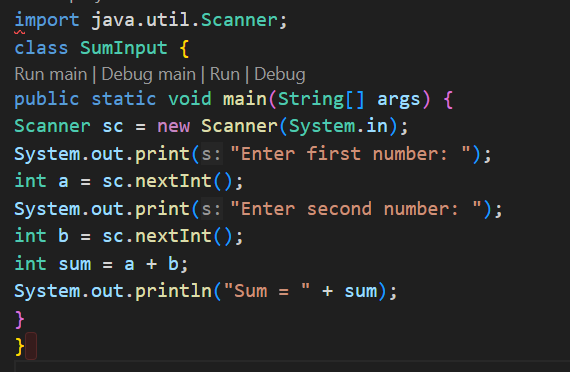 import java.util.Scanner;
class SumInput {
Run main | Debug main | Run | Debug
public static void main(String[] args) {
Scanner sc = new Scanner(System.in);
System.out.print(s: "Enter first number: ");
int a = sc.nextInt();
System.out.print(s: "Enter second number: ");
int b = sc.nextInt();
int sum = a + b;
System.out.println("Sum = " + sum);
}
}